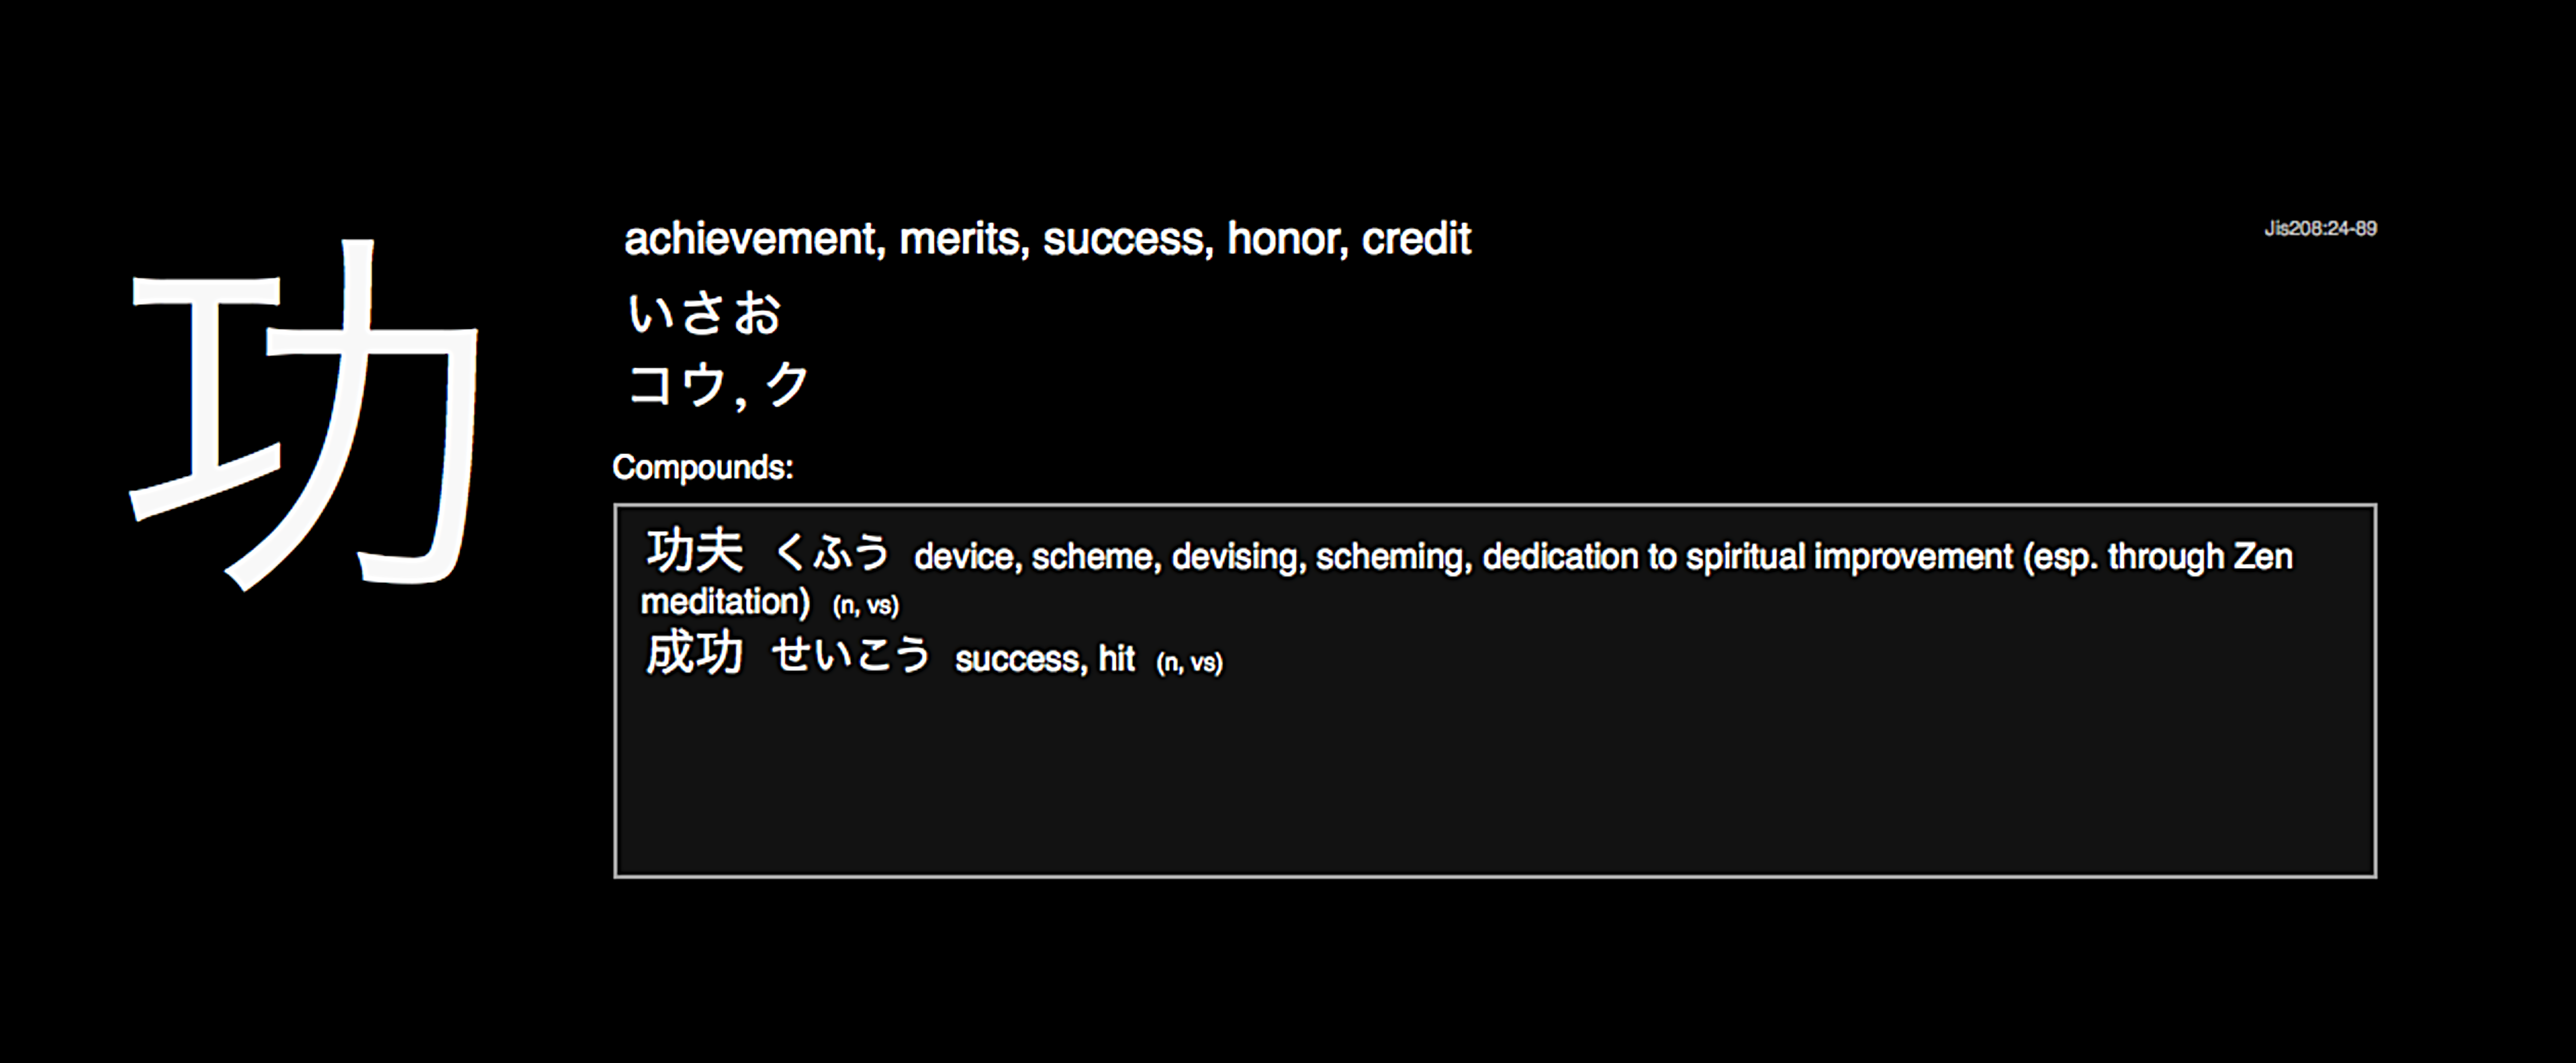 功
achievement, merits, success, honor, credit
Jis208:24-89
いさお
コウ, ク
Compounds:
功夫 くふう device, scheme, devising, scheming, dedication to spiritual improvement (esp. through Zen
meditation) (n, vs)
成功 せいこう success, hit (n, vs)